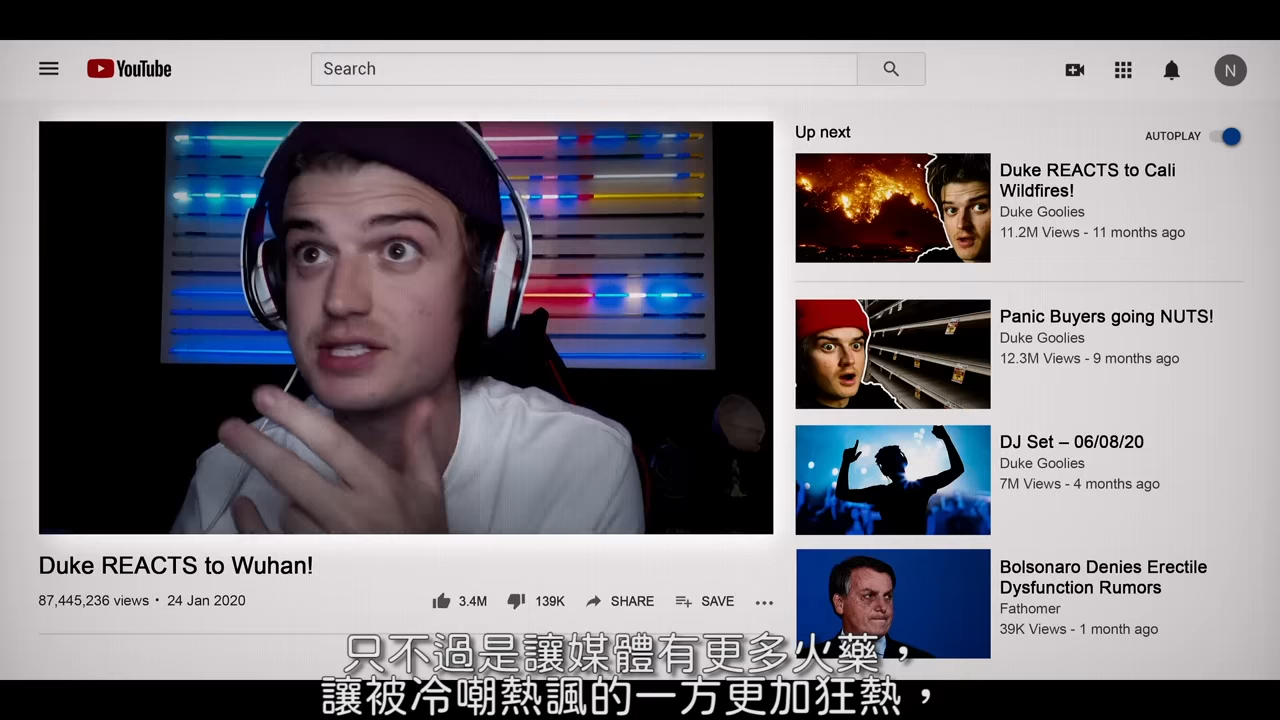 YouTube
Search
N
Up next
AUTOPLAY
Duke REACTS to Cali
Wildfires!
Duke Goolies
11.2M Views - 11 months ago
Panic Buyers going NUTS!
Duke Goolies
12.3M Views - 9 months ago
DJ Set – 06/08/20
Duke Goolies
7M Views - 4 months ago
Bolsonaro Denies Erectile
Dysfunction Rumors
Fathomer
39K Views - 1 month ago
Duke REACTS to Wuhan!
87,445,236 views • 24 Jan 2020
3.4M 139K SHARE SAVE
只不過是讓媒體有更多火藥，
讓被冷嘲熱諷的一方更加狂熱，